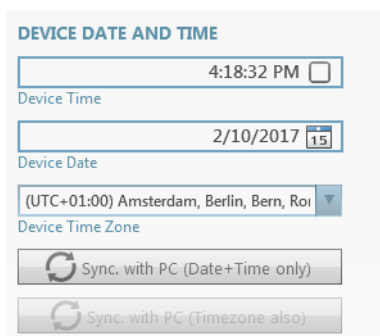 DEVICE DATE AND TIME
4:18:32 PM
Device Time
2/10/2017 15
Device Date
(UTC+01:00) Amsterdam, Berlin, Bern, Ro
Device Time Zone
Sync. with PC (Date+Time only)
Sync. with PC (Timezone also)